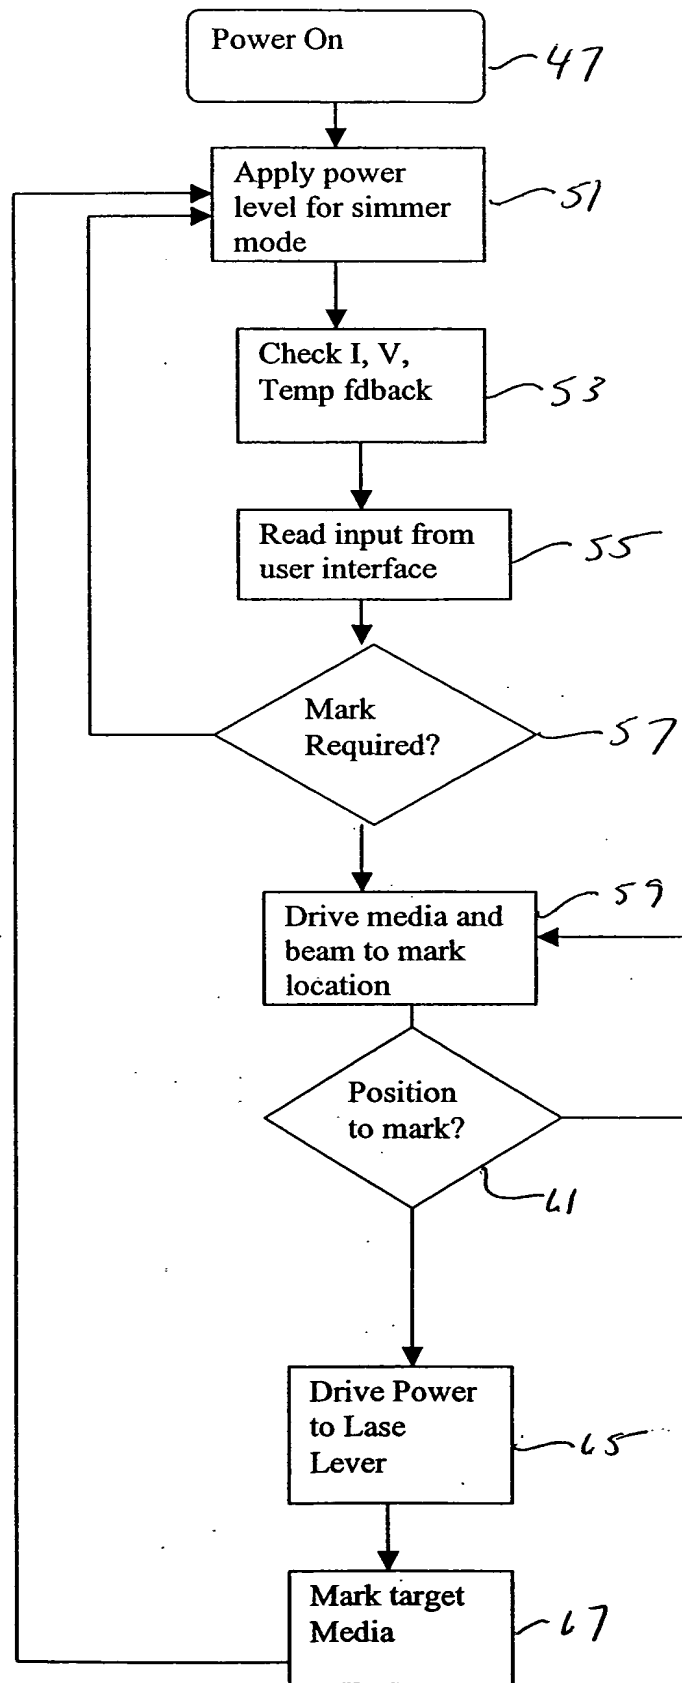 Power On
47
Apply power
level for simmer
mode
51
Check I, V,
Temp fdback
53
Read input from
user interface
55
Mark
Required?
57
Drive media and
beam to mark
location
59
Position
to mark?
61
Drive Power
to Lase
Lever
65
Mark target
Media
67